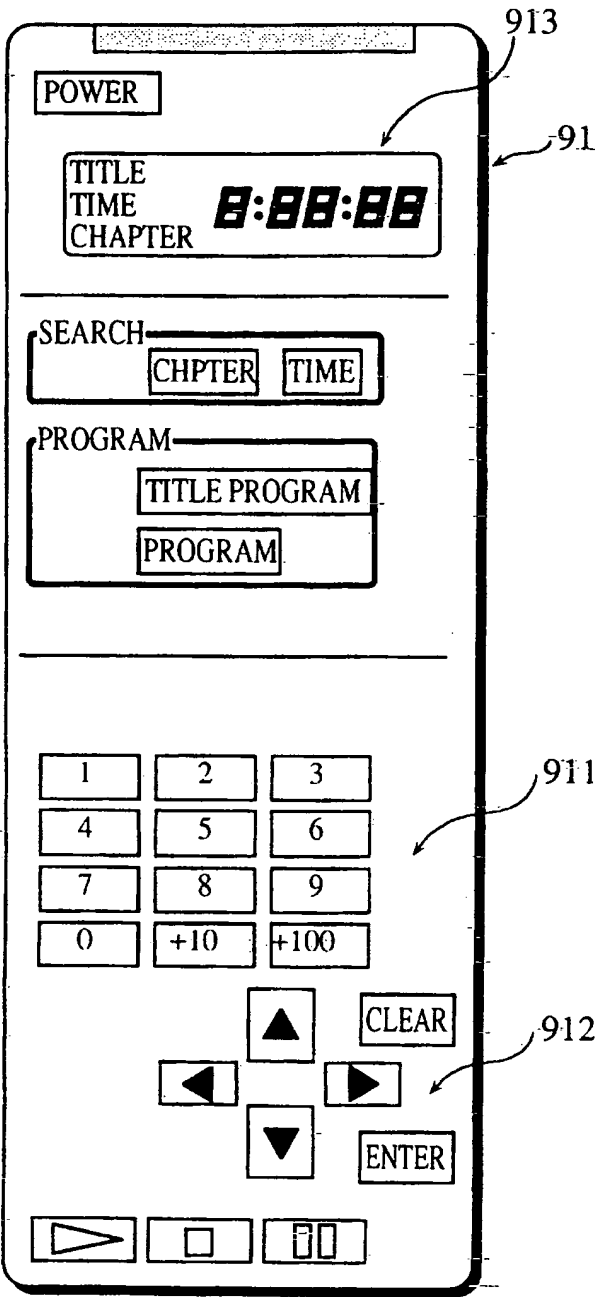 913
91
POWER
TITLE
TIME 8:88:88
CHAPTER
SEARCH
CHPTER TIME
PROGRAM
TITLE PROGRAM
PROGRAM
1 2 3
911
4 5 6
7 8 9
0 +10 +100
CLEAR
912
ENTER